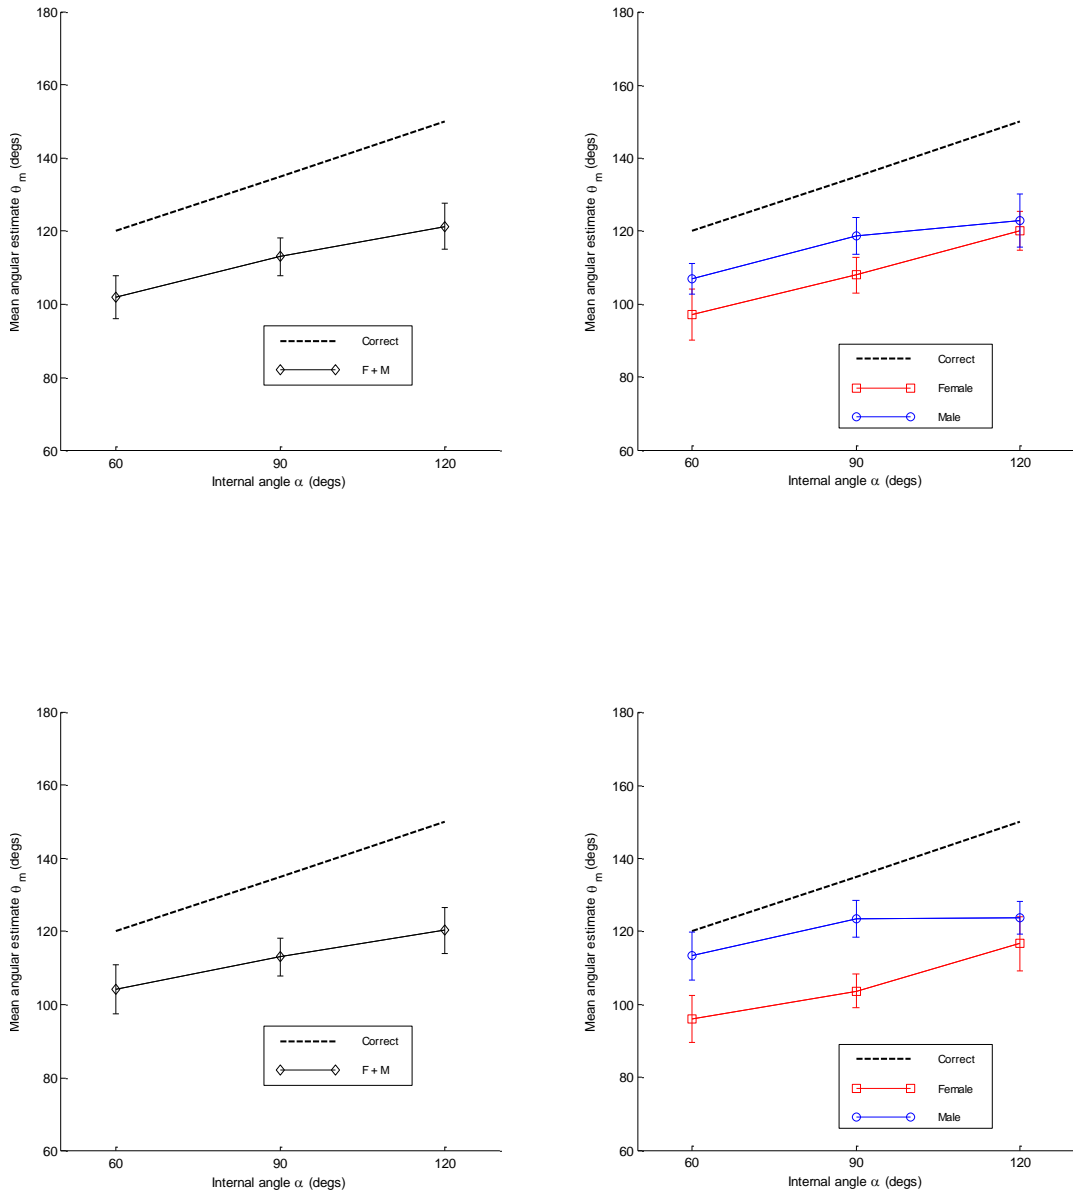 180
160
140
120
100
80
60
60 90 120
Mean angular estimate θ m (degs)
Internal angle α (degs)
Correct
F + M
180
160
140
120
100
80
60
60 90 120
Mean angular estimate θ m (degs)
Internal angle α (degs)
Correct
Female
Male
180
160
140
120
100
80
60
60 90 120
Mean angular estimate θ m (degs)
Internal angle α (degs)
Correct
F + M
180
160
140
120
100
80
60
60 90 120
Mean angular estimate θ m (degs)
Internal angle α (degs)
Correct
Female
Male